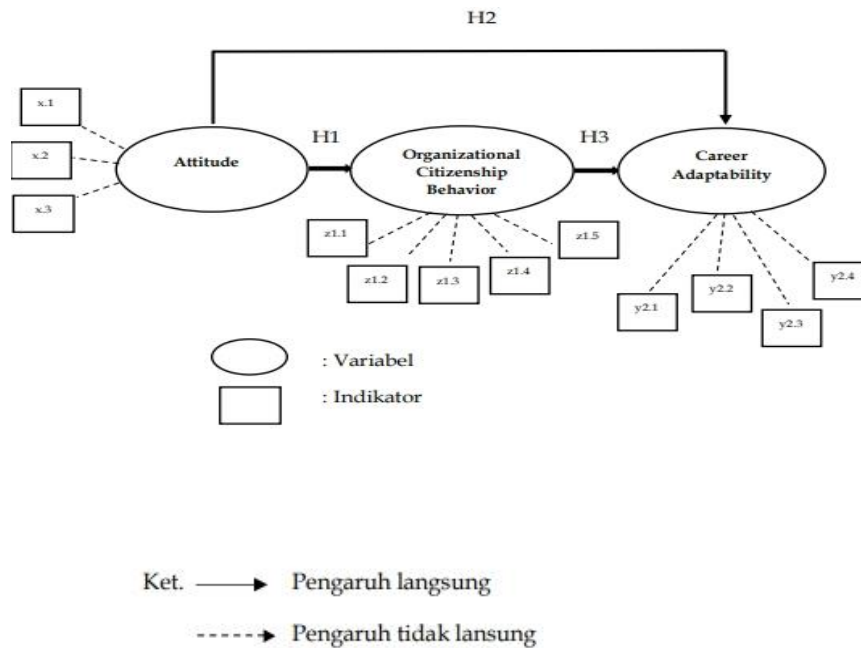 H2
x.1
x.2
x.3
Attitude
H1
Organizational
Citizenship
Behavior
H3
Career
Adaptability
z1.1
z1.2
z1.3
z1.4
z1.5
y2.1
y2.2
y2.3
y2.4
: Variabel
: Indikator
Ket. Pengaruh langsung
Pengaruh tidak lansung